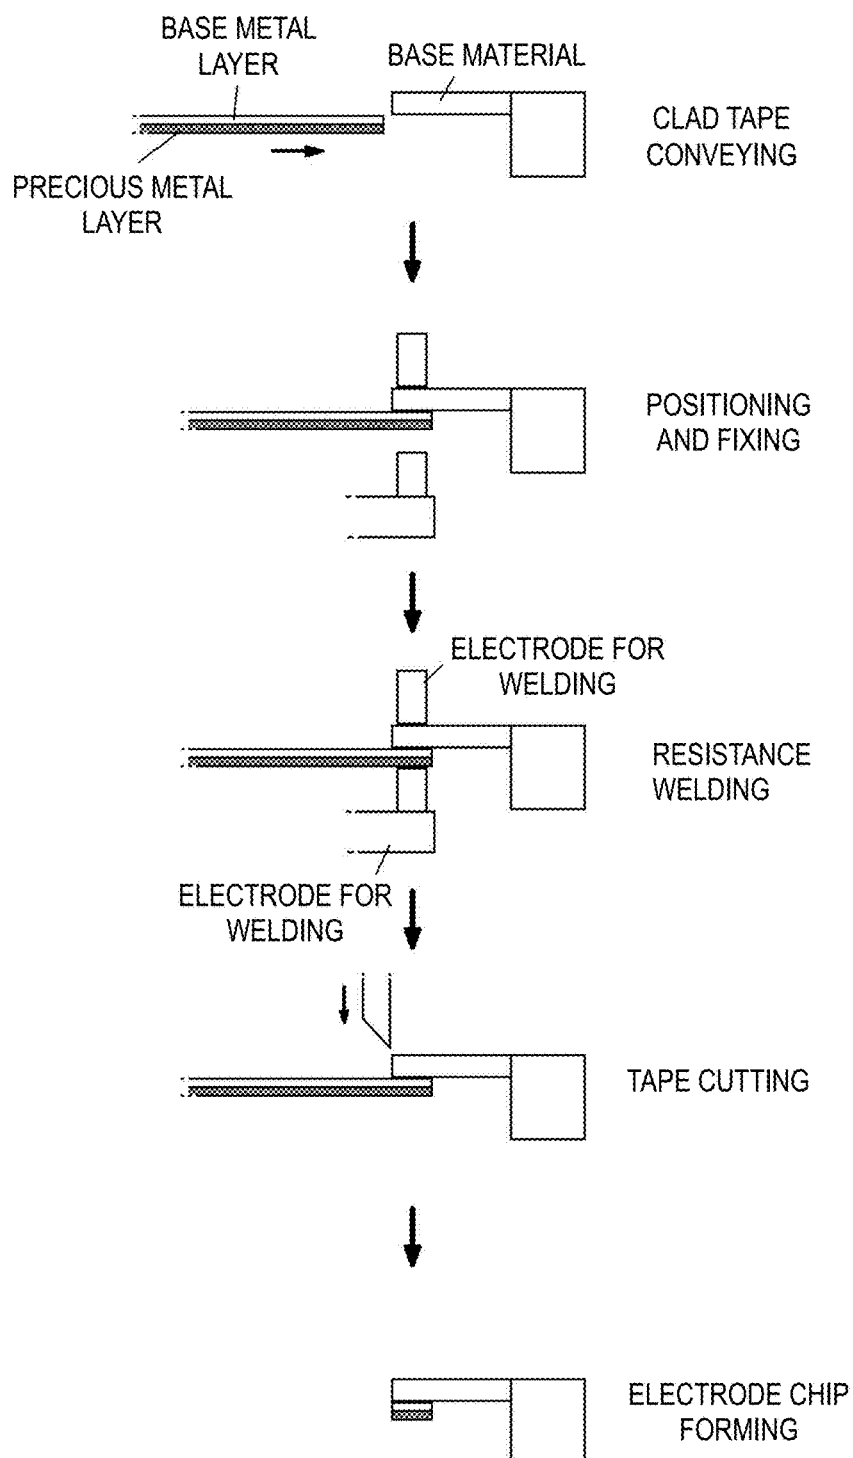 BASE METAL
LAYER
BASE MATERIAL
CLAD TAPE
CONVEYING
PRECIOUS METAL
LAYER
POSITIONING
AND FIXING
ELECTRODE FOR
WELDING
RESISTANCE
WELDING
ELECTRODE FOR
WELDING
TAPE CUTTING
ELECTRODE CHIP
FORMING